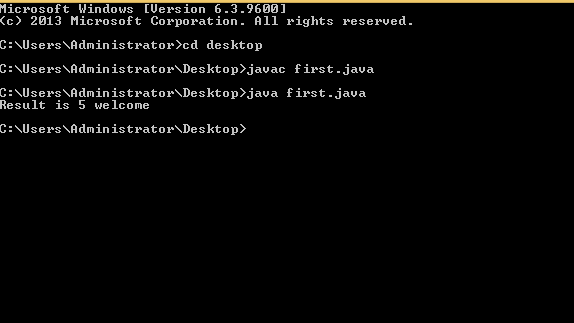 Microsoft Windows [Version 6.3.9600]
(c) 2013 Microsoft Corporation. All rights reserved.
C:\Users\Administrator>cd desktop
C:\Users\Administrator\Desktop>javac first.java
C:\Users\Administrator\Desktop>java first.java
Result is 5 welcome
C:\Users\Administrator\Desktop>